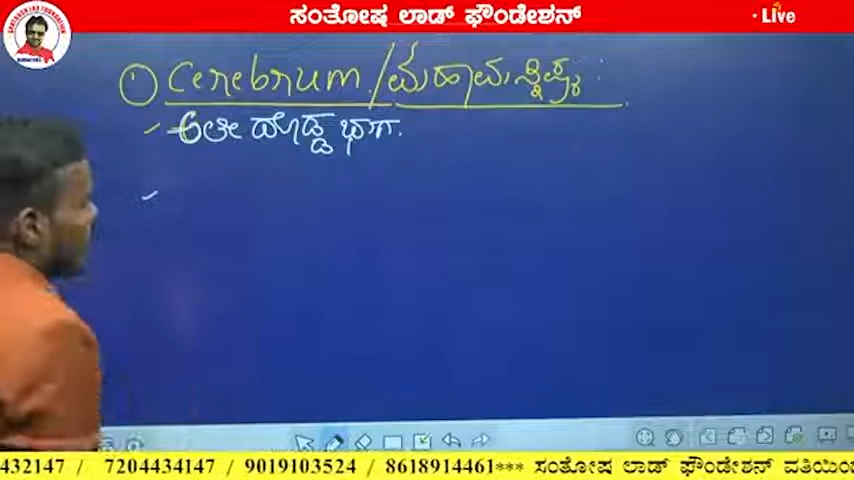 ಸಂತೋಷ ಲಾಡ್ ಫೌಂಡೇಶನ್
Live
① Cerebrum / ಮಹಾಮಸ್ತಿಷ್ಕ
ಅತೀ ದೊಡ್ಡ ಭಾಗ.
432147 / 7204434147 / 9019103524 / 8618914461*** ಸಂತೋಷ ಲಾಡ್ ಫೌಂಡೇಶನ್ ವತಿಯಿಂ